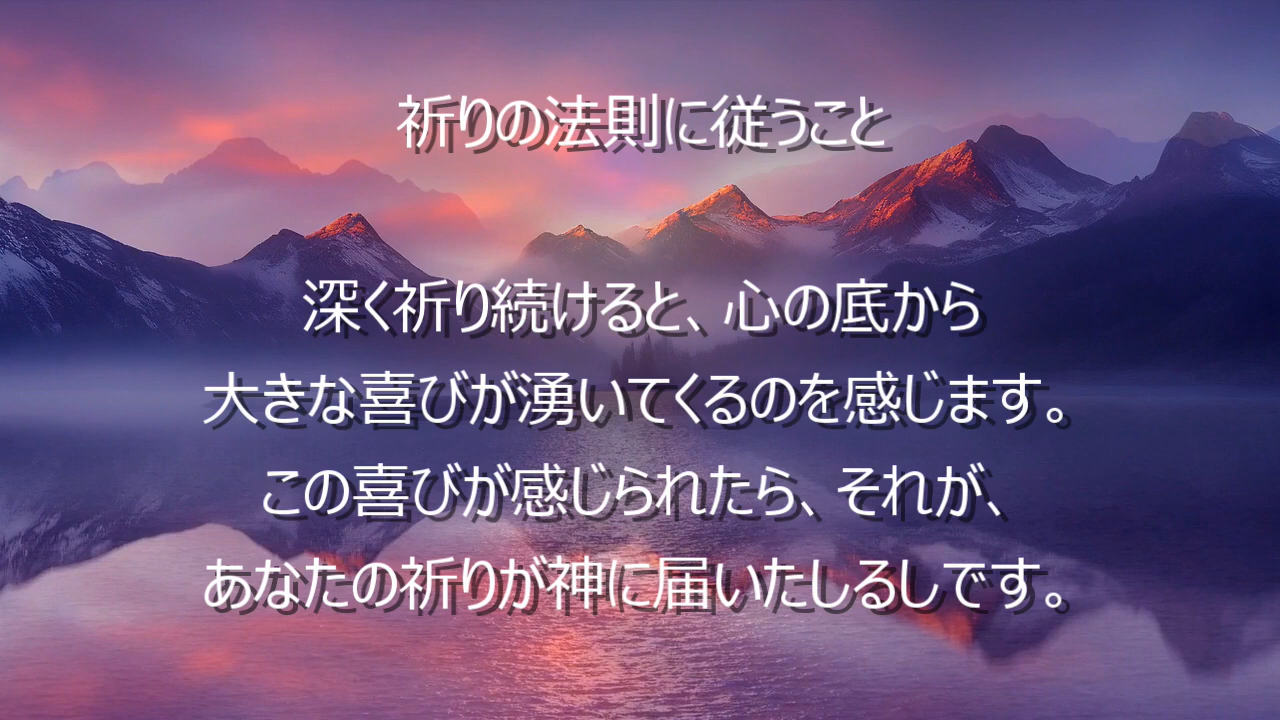 祈りの法則に従うこと
深く祈り続けると、心の底から
大きな喜びが湧いてくるのを感じます。
この喜びが感じられたら、それが、
あなたの祈りが神に届いたしるしです。